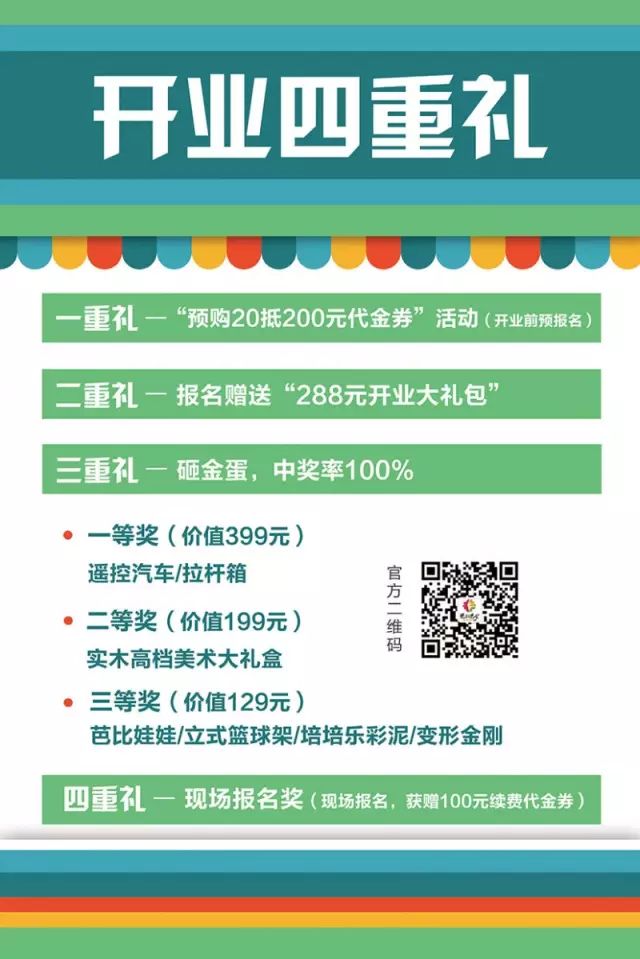 开业四重礼
一重礼 — “预购20抵200元代金券”活动（开业前预报名）
二重礼 — 报名赠送“288元开业大礼包”
三重礼 — 砸金蛋，中奖率100%
• 一等奖（价值399元）
遥控汽车/拉杆箱
• 二等奖（价值199元）
实木高档美术大礼盒
• 三等奖（价值129元）
芭比娃娃/立式篮球架/培培乐彩泥/变形金刚
官方二维码
四重礼 — 现场报名奖（现场报名，获赠100元续费代金券）